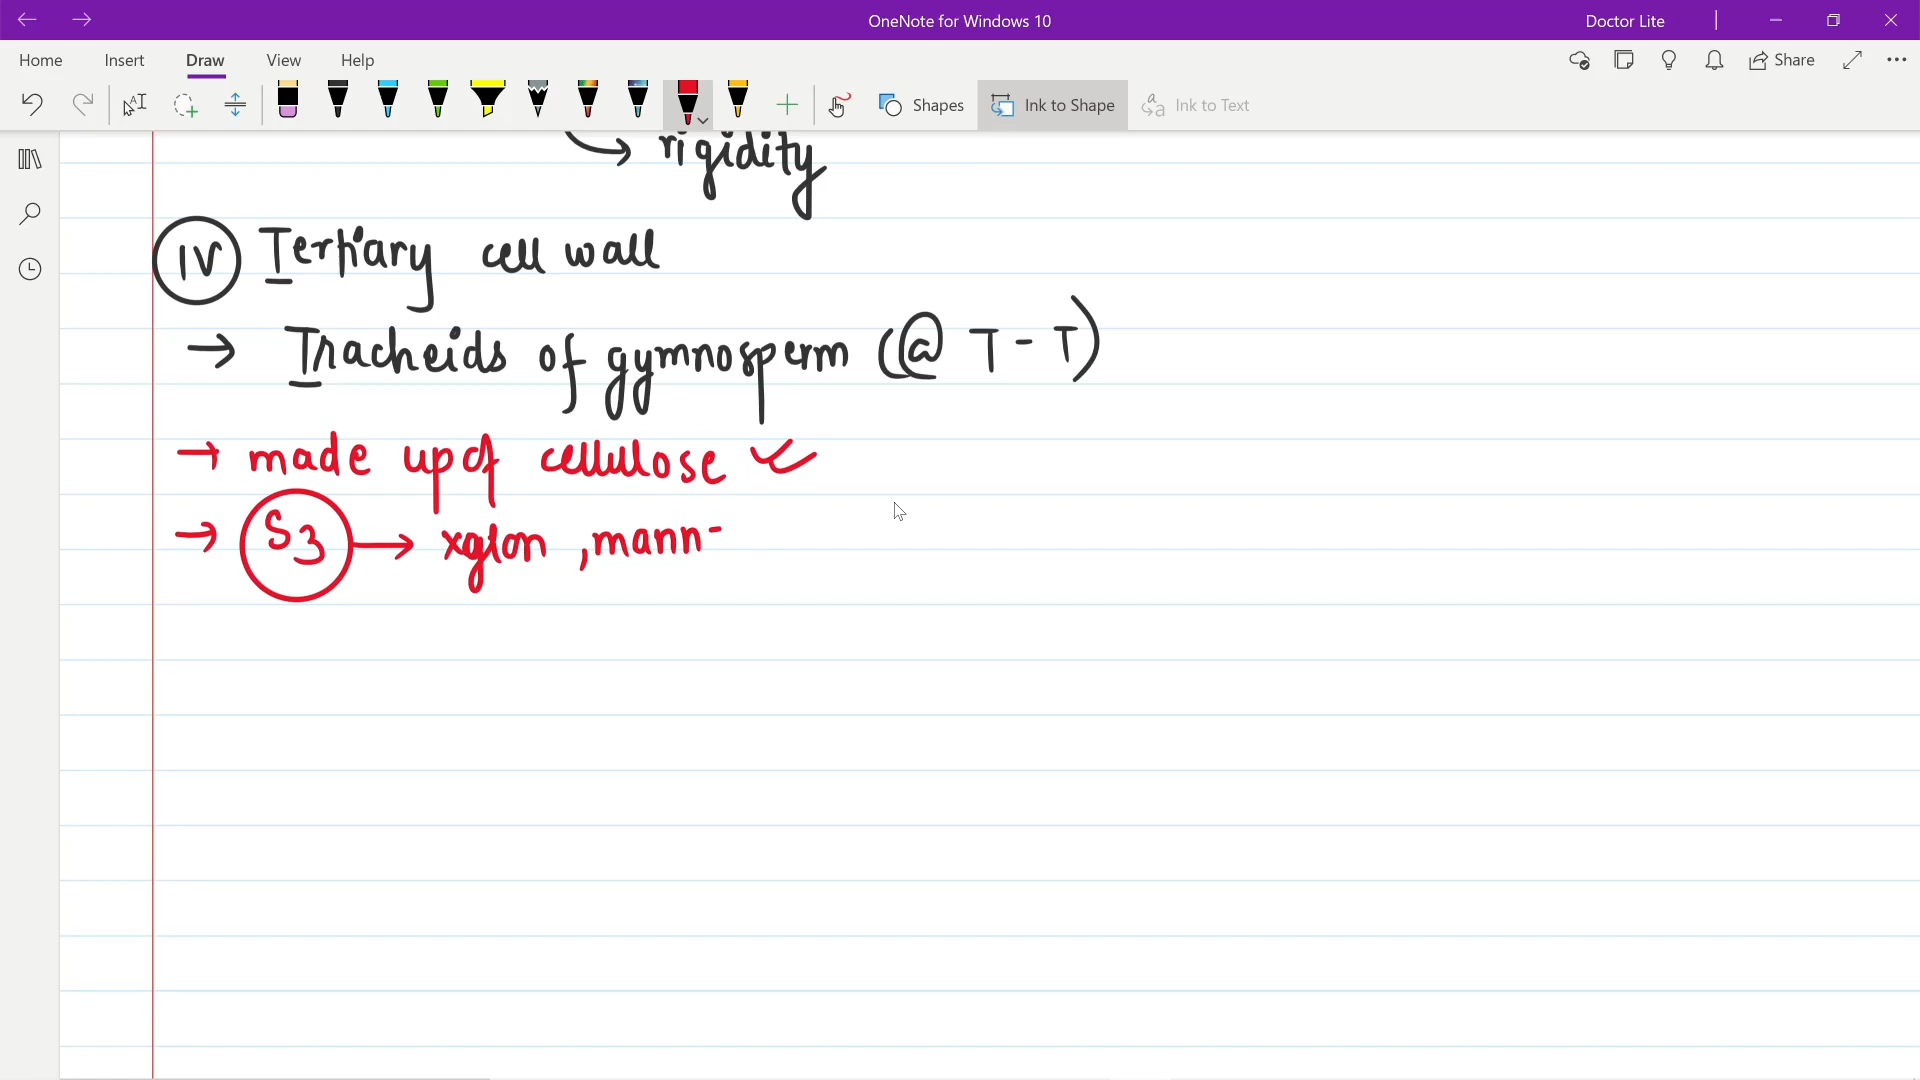 OneNote for Windows 10
Doctor Lite
Home Insert Draw View Help
Share
Shapes
Ink to Shape
Ink to Text
→ rigidity
IV Tertiary cell wall
→ Tracheids of gymnosperm (@ T - T)
→ made up of cellulose ✓
→ S3 → xylon, mann-